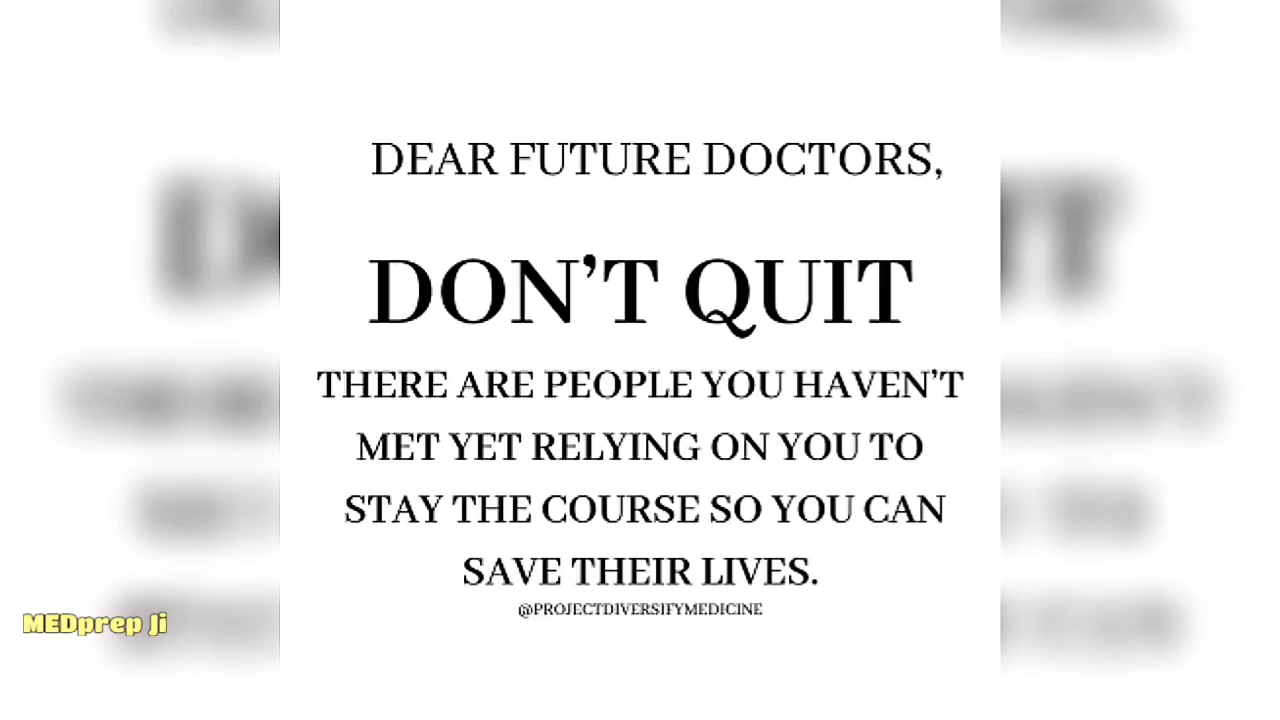 DEAR FUTURE DOCTORS,
DON’T QUIT
THERE ARE PEOPLE YOU HAVEN’T
MET YET RELYING ON YOU TO
STAY THE COURSE SO YOU CAN
SAVE THEIR LIVES.
@PROJECTDIVERSIFYMEDICINE
MEDprep Ji